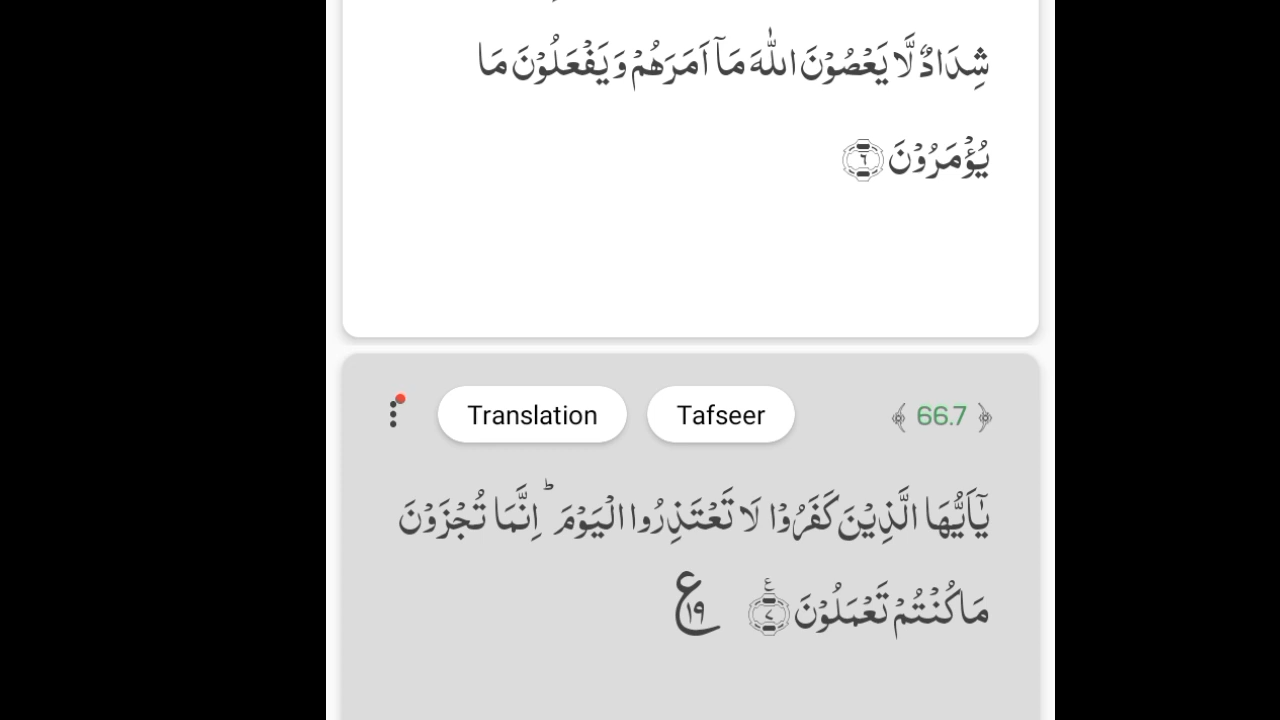 شِدَادٌ لَّا يَعْصُوْنَ اللّٰهَ مَآ اَمَرَهُمْ وَ يَفْعَلُوْنَ مَا
يُؤْمَرُوْنَ ٦
Translation Tafseer 66.7
يٰۤاَيُّهَا الَّذِيْنَ كَفَرُوْا لَا تَعْتَذِرُوا الْيَوْمَ ؕ اِنَّمَا تُجْزَوْنَ
مَا كُنْتُمْ تَعْمَلُوْنَ ٧ ع ١٩